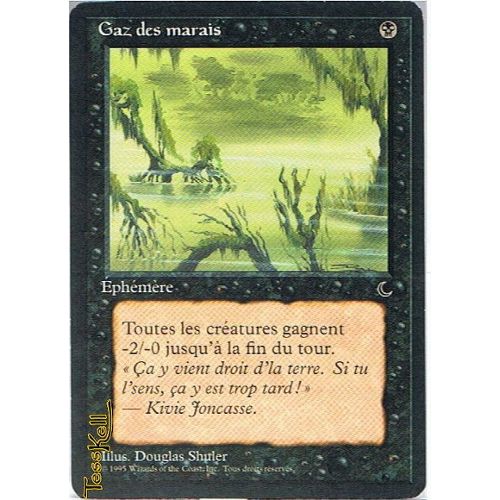 Gaz des marais
Éphémère
Toutes les créatures gagnent
-2/-0 jusqu'à la fin du tour.
« Ça y vient droit d'la terre. Si tu
l'sens, ça y est trop tard ! »
— Kivie Joncasse.
Illus. Douglas Shuler
© 1995 Wizards of the Coast, Inc. Tous droits réservés.
TessKell